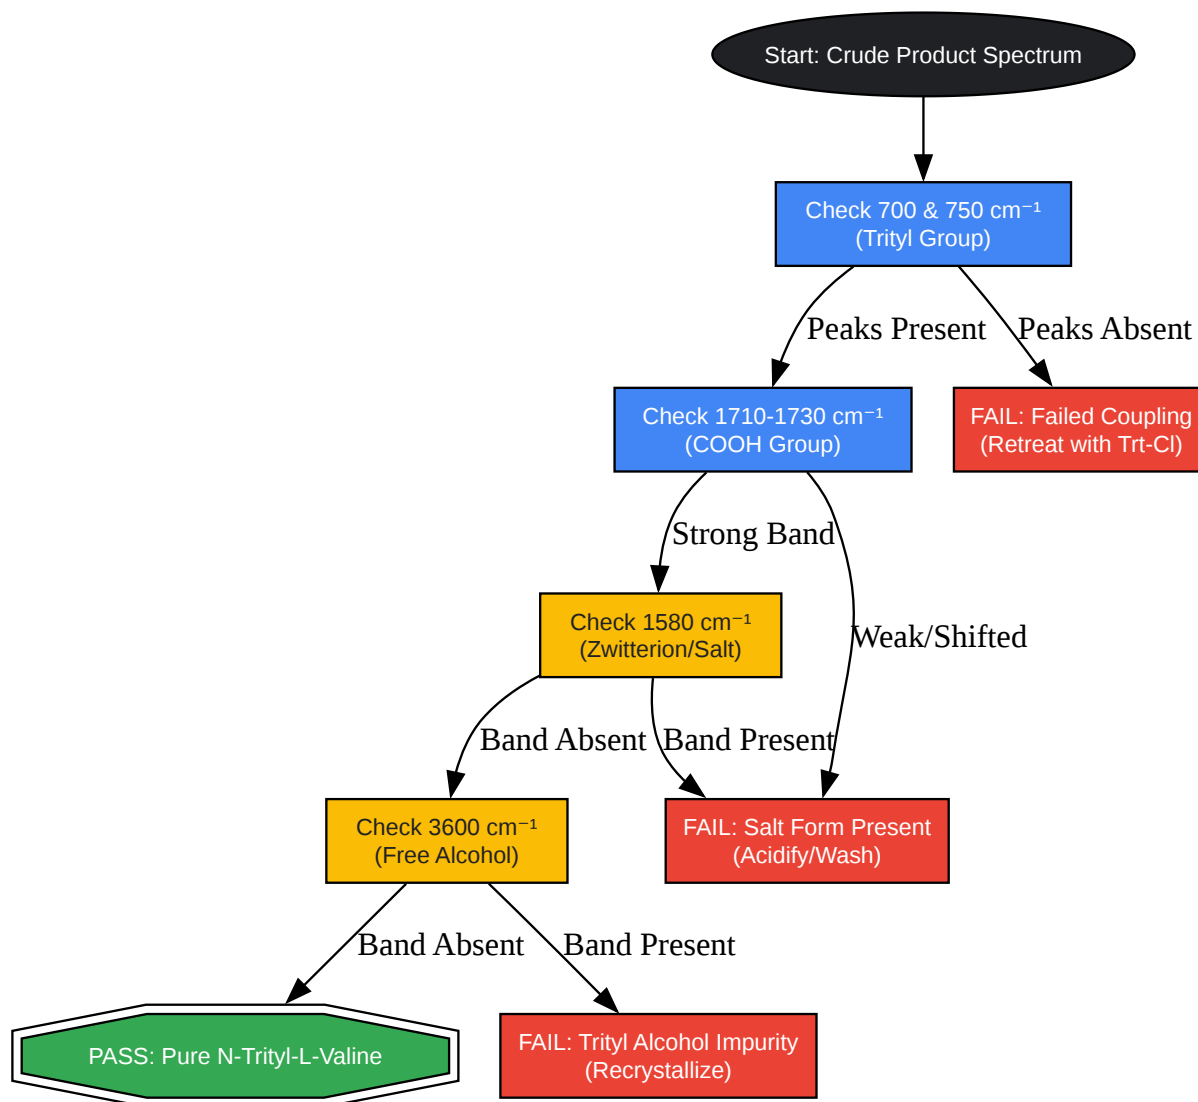 Start: Crude Product Spectrum
Check 700 & 750 cm⁻¹
(Trityl Group)
Peaks Present
Peaks Absent
Check 1710-1730 cm⁻¹
(COOH Group)
FAIL: Failed Coupling
(Retreat with Trt-Cl)
Strong Band
Check 1580 cm⁻¹
(Zwitterion/Salt)
Weak/Shifted
Band Absent
Band Present
Check 3600 cm⁻¹
(Free Alcohol)
FAIL: Salt Form Present
(Acidify/Wash)
Band Absent
Band Present
PASS: Pure N-Trityl-L-Valine
FAIL: Trityl Alcohol Impurity
(Recrystallize)